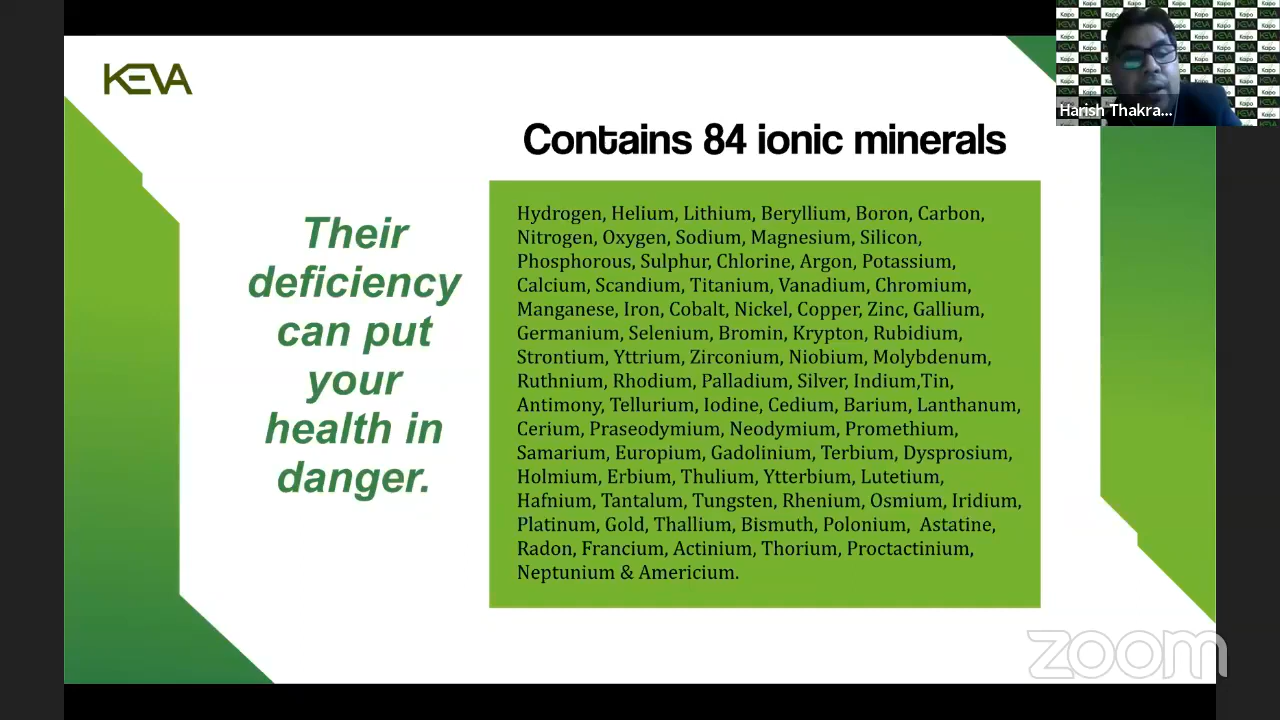 KEVA
Harish Thakra...
Contains 84 ionic minerals
Their
deficiency
can put
your
health in
danger.
Hydrogen, Helium, Lithium, Beryllium, Boron, Carbon,
Nitrogen, Oxygen, Sodium, Magnesium, Silicon,
Phosphorous, Sulphur, Chlorine, Argon, Potassium,
Calcium, Scandium, Titanium, Vanadium, Chromium,
Manganese, Iron, Cobalt, Nickel, Copper, Zinc, Gallium,
Germanium, Selenium, Bromin, Krypton, Rubidium,
Strontium, Yttrium, Zirconium, Niobium, Molybdenum,
Ruthnium, Rhodium, Palladium, Silver, Indium,Tin,
Antimony, Tellurium, Iodine, Cedium, Barium, Lanthanum,
Cerium, Praseodymium, Neodymium, Promethium,
Samarium, Europium, Gadolinium, Terbium, Dysprosium,
Holmium, Erbium, Thulium, Ytterbium, Lutetium,
Hafnium, Tantalum, Tungsten, Rhenium, Osmium, Iridium,
Platinum, Gold, Thallium, Bismuth, Polonium, Astatine,
Radon, Francium, Actinium, Thorium, Proctactinium,
Neptunium & Americium.
zoom